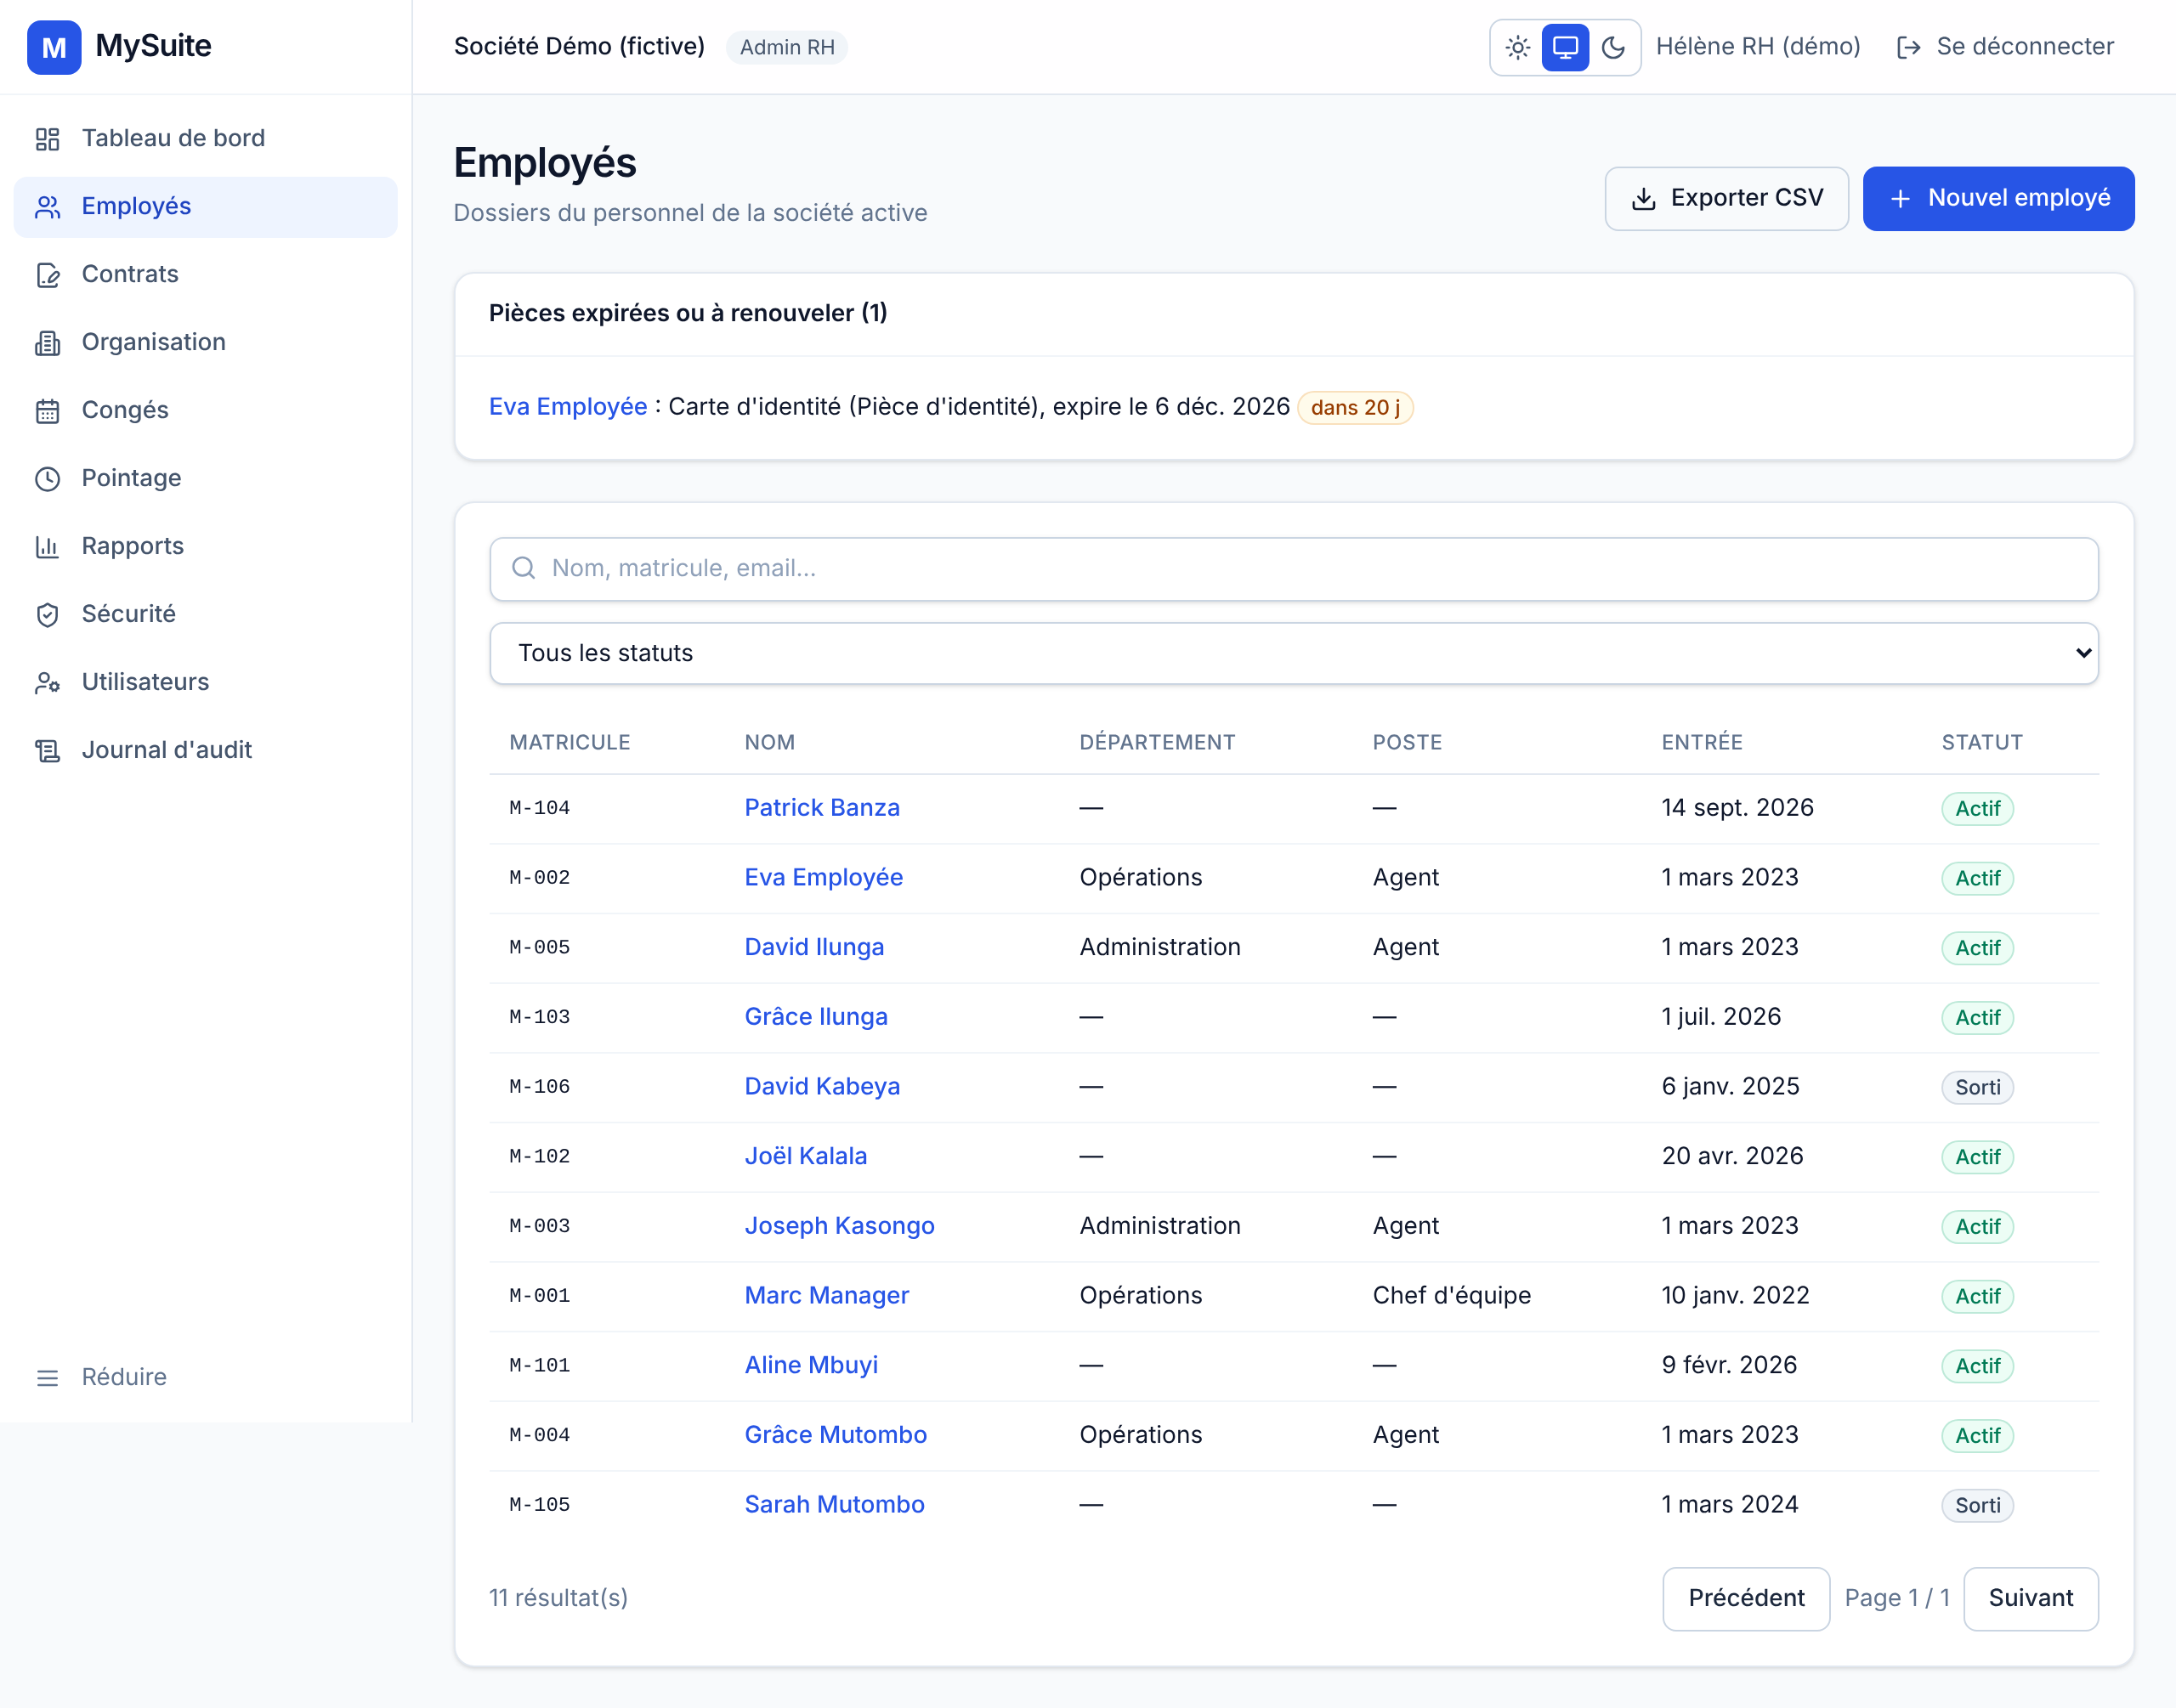 M MySuite
Société Démo (fictive) Admin RH Hélène RH (démo) Se déconnecter
Tableau de bord
Employés
Contrats
Organisation
Congés
Pointage
Rapports
Sécurité
Utilisateurs
Journal d'audit
Réduire
Employés
Dossiers du personnel de la société active
Exporter CSV Nouvel employé
Pièces expirées ou à renouveler (1)
Eva Employée : Carte d'identité (Pièce d'identité), expire le 6 déc. 2026 dans 20 j
Nom, matricule, email...
Tous les statuts
MATRICULE NOM DÉPARTEMENT POSTE ENTRÉE STATUT
M-104 Patrick Banza — — 14 sept. 2026 Actif
M-002 Eva Employée Opérations Agent 1 mars 2023 Actif
M-005 David Ilunga Administration Agent 1 mars 2023 Actif
M-103 Grâce Ilunga — — 1 juil. 2026 Actif
M-106 David Kabeya — — 6 janv. 2025 Sorti
M-102 Joël Kalala — — 20 avr. 2026 Actif
M-003 Joseph Kasongo Administration Agent 1 mars 2023 Actif
M-001 Marc Manager Opérations Chef d'équipe 10 janv. 2022 Actif
M-101 Aline Mbuyi — — 9 févr. 2026 Actif
M-004 Grâce Mutombo Opérations Agent 1 mars 2023 Actif
M-105 Sarah Mutombo — — 1 mars 2024 Sorti
11 résultat(s) Précédent Page 1 / 1 Suivant